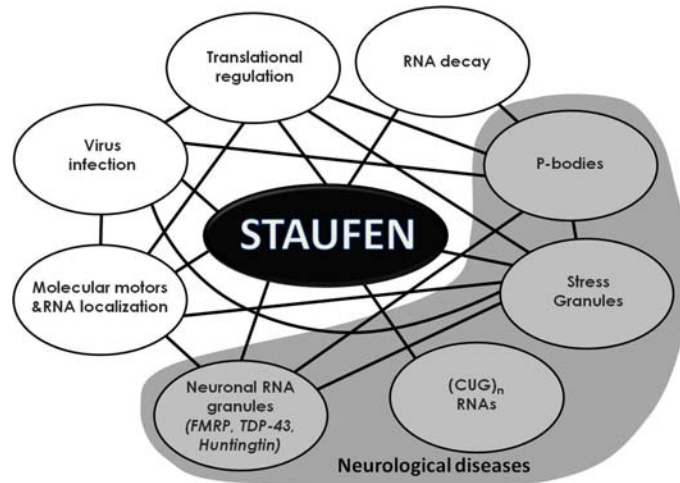 Translational
regulation
RNA decay
Virus
infection
P-bodies
STAUFEN
Molecular motors
&RNA localization
Stress
Granules
Neuronal RNA
granules
(FMRP, TDP-43,
Huntingtin)
(CUG)n
RNAs
Neurological diseases